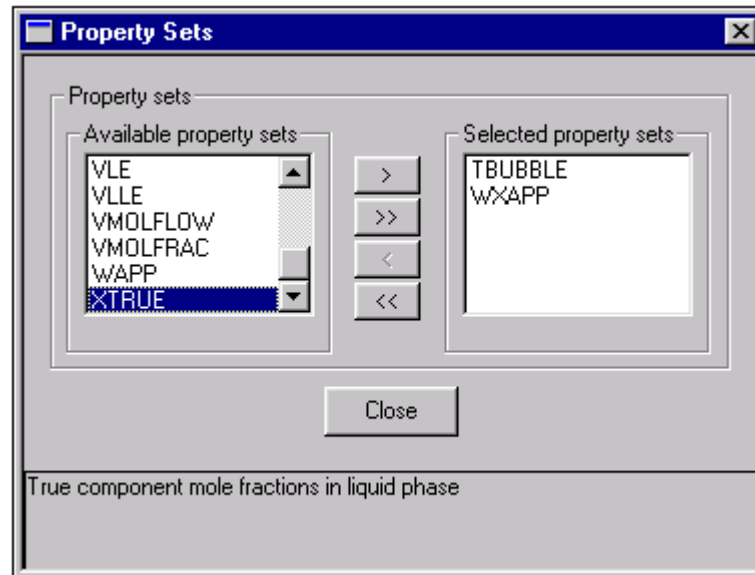 Property Sets
Property sets
Available property sets
VLE
VLLE
VMOLFLOW
VMOLFRAC
WAPP
XTRUE
>
>>
<
<<
Selected property sets
TBUBBLE
WXAPP
Close
True component mole fractions in liquid phase